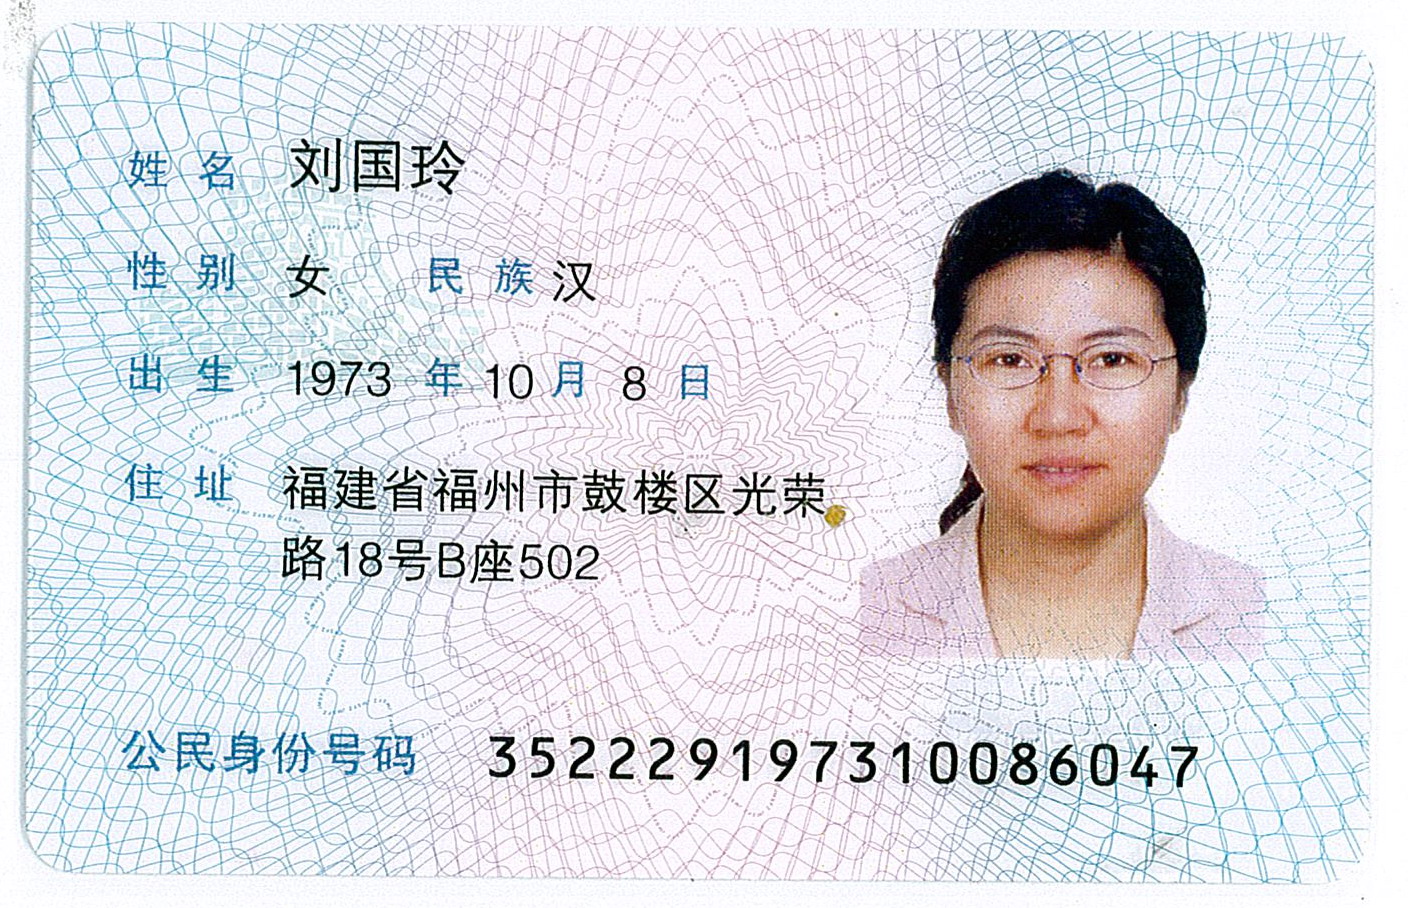 姓名 刘国玲
性别 女 民族 汉
出生 1973 年 10 月 8 日
住址 福建省福州市鼓楼区光荣
路18号B座502
公民身份号码 352229197310086047